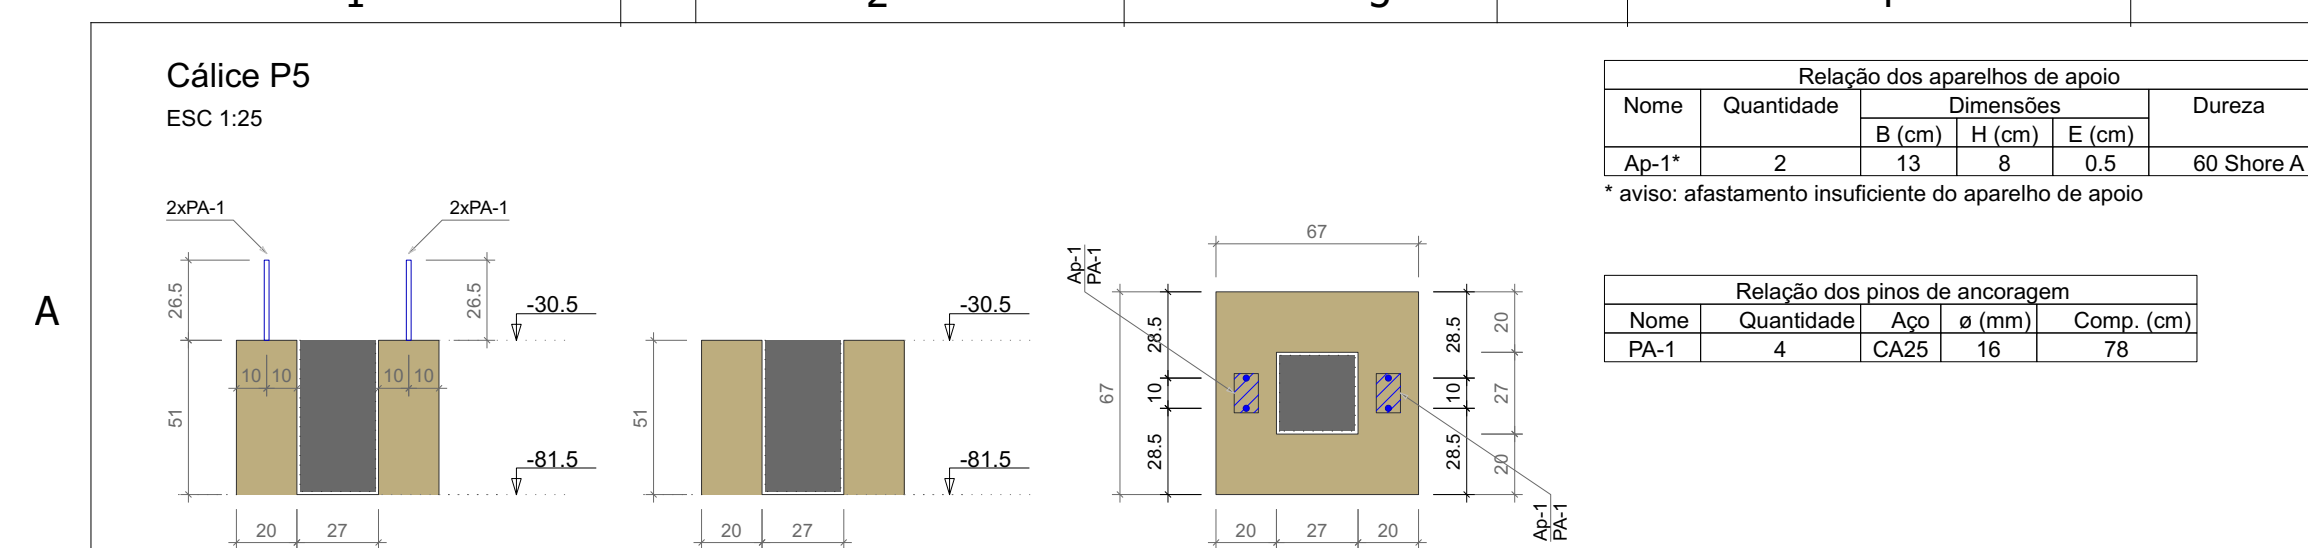 1 2
Cálice P5
ESC 1:25
Relação dos aparelhos de apoio
Nome Quantidade Dimensões Dureza
B (cm) H (cm) E (cm)
Ap-1* 2 13 8 0.5 60 Shore A
* aviso: afastamento insuficiente do aparelho de apoio
2xPA-1 2xPA-1
26.5 26.5
-30.5 -30.5
10 10 10 10
51 51
-81.5 -81.5
20 27 20 27
Ap-1
PA-1
67
67
28.5 28.5
10 10
28.5 28.5
20
27
20
20 27 20
Ap-1
PA-1
Relação dos pinos de ancoragem
Nome Quantidade Aço ø (mm) Comp. (cm)
PA-1 4 CA25 16 78
A